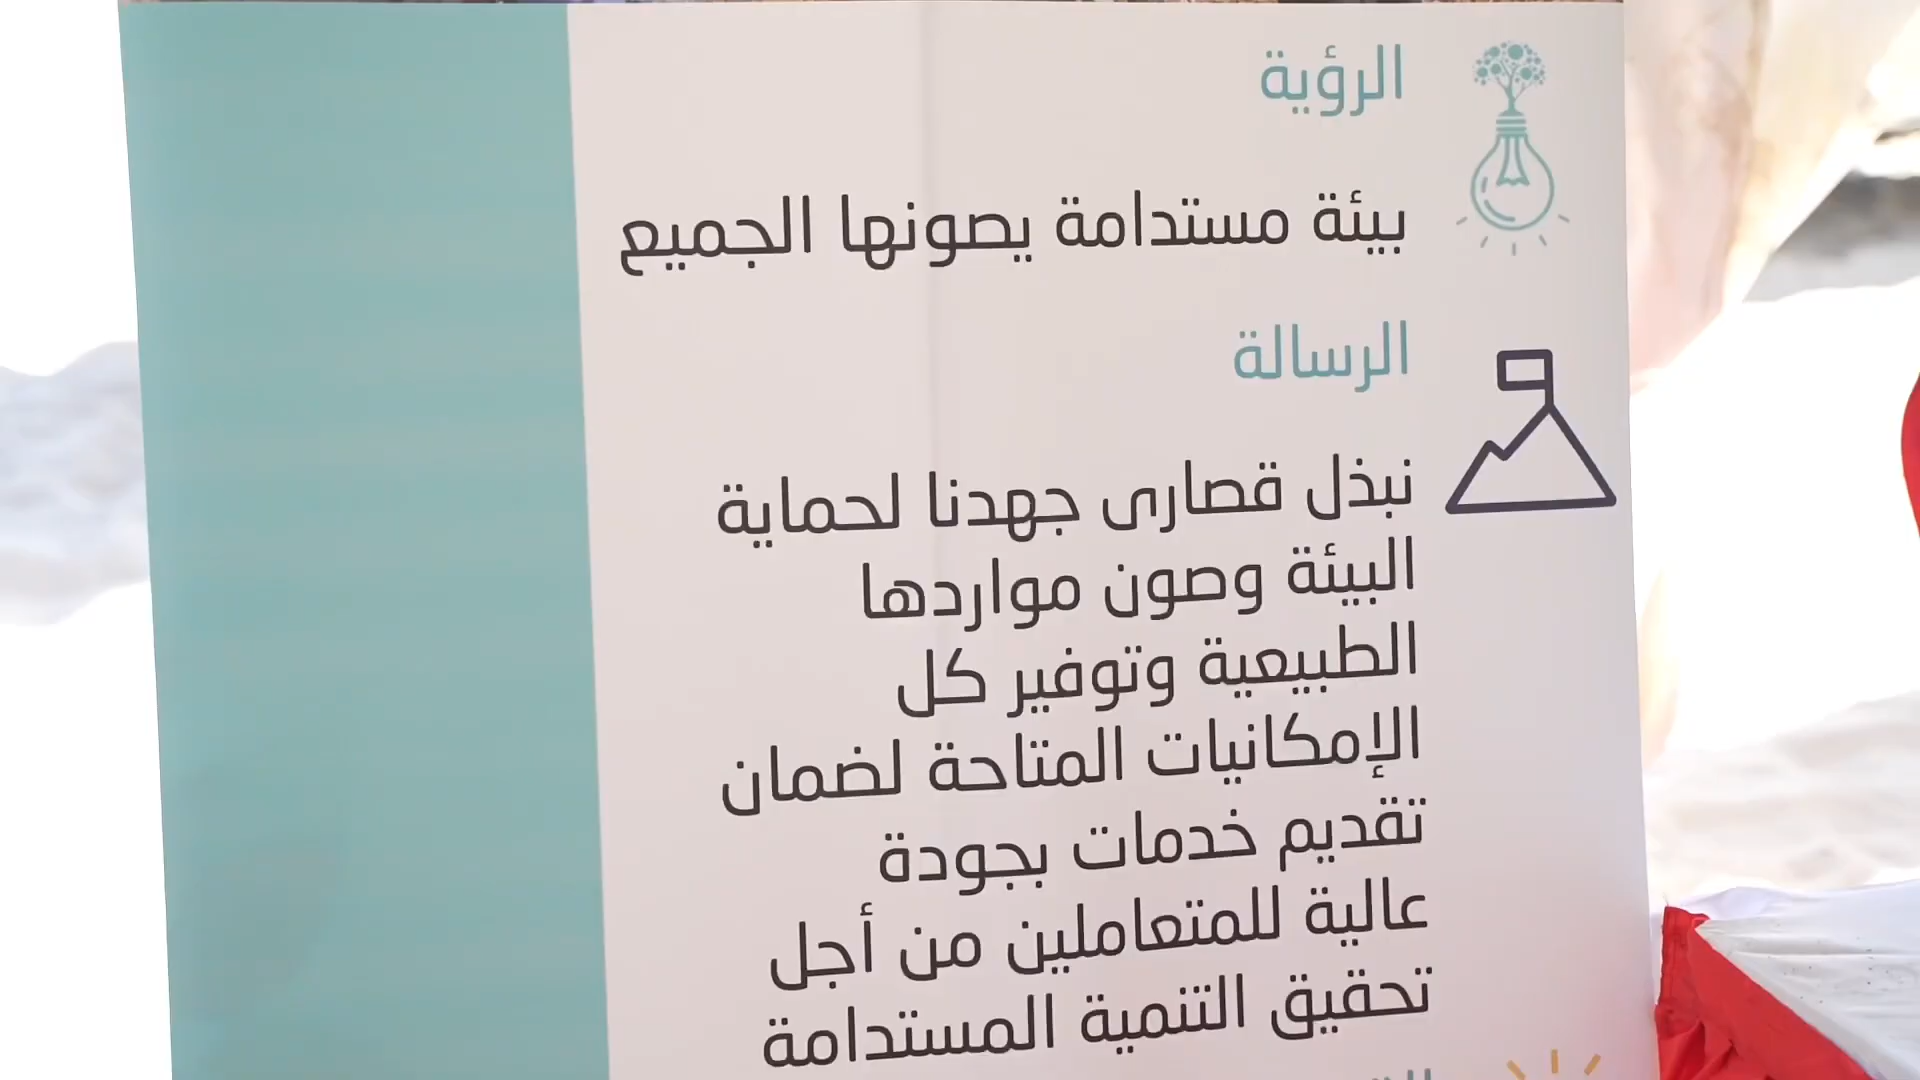 الرؤية
بيئة مستدامة يصونها الجميع
الرسالة
نبذل قصارى جهدنا لحماية
البيئة وصون مواردها
الطبيعية وتوفير كل
الإمكانيات المتاحة لضمان
تقديم خدمات بجودة
عالية للمتعاملين من أجل
تحقيق التنمية المستدامة